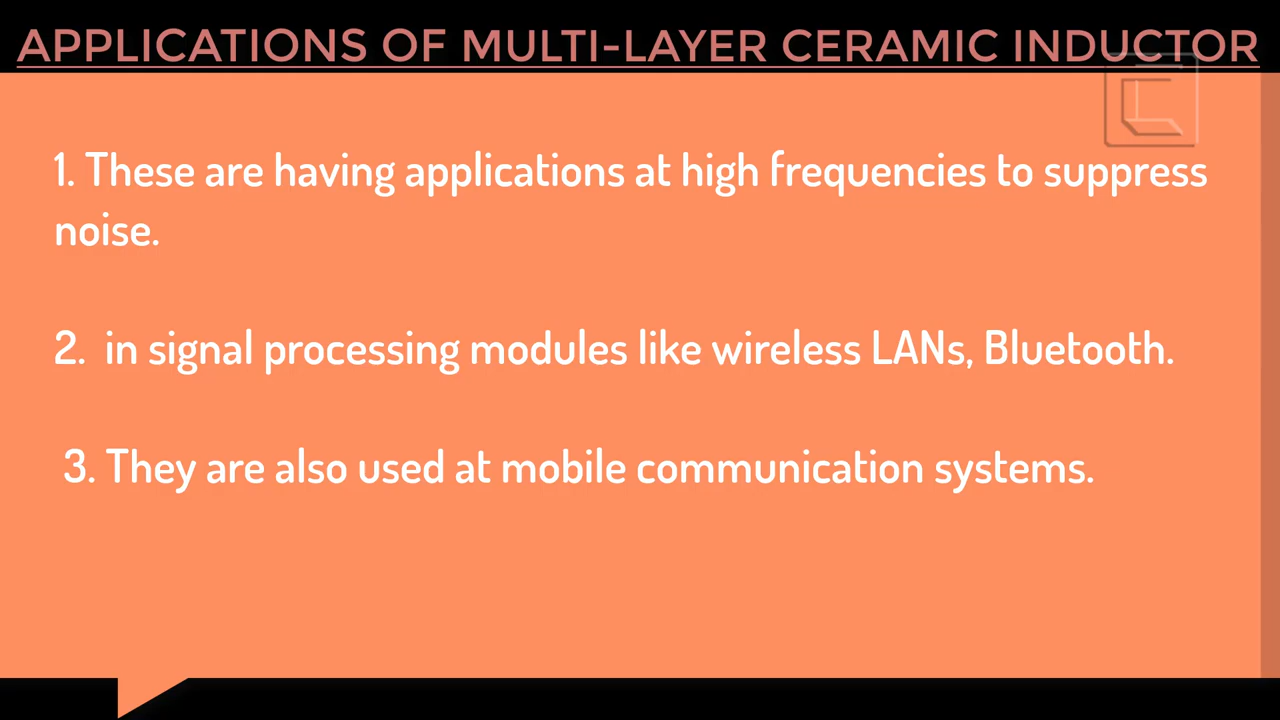 APPLICATIONS OF MULTI-LAYER CERAMIC INDUCTOR
1. These are having applications at high frequencies to suppress
noise.
2. in signal processing modules like wireless LANs, Bluetooth.
3. They are also used at mobile communication systems.